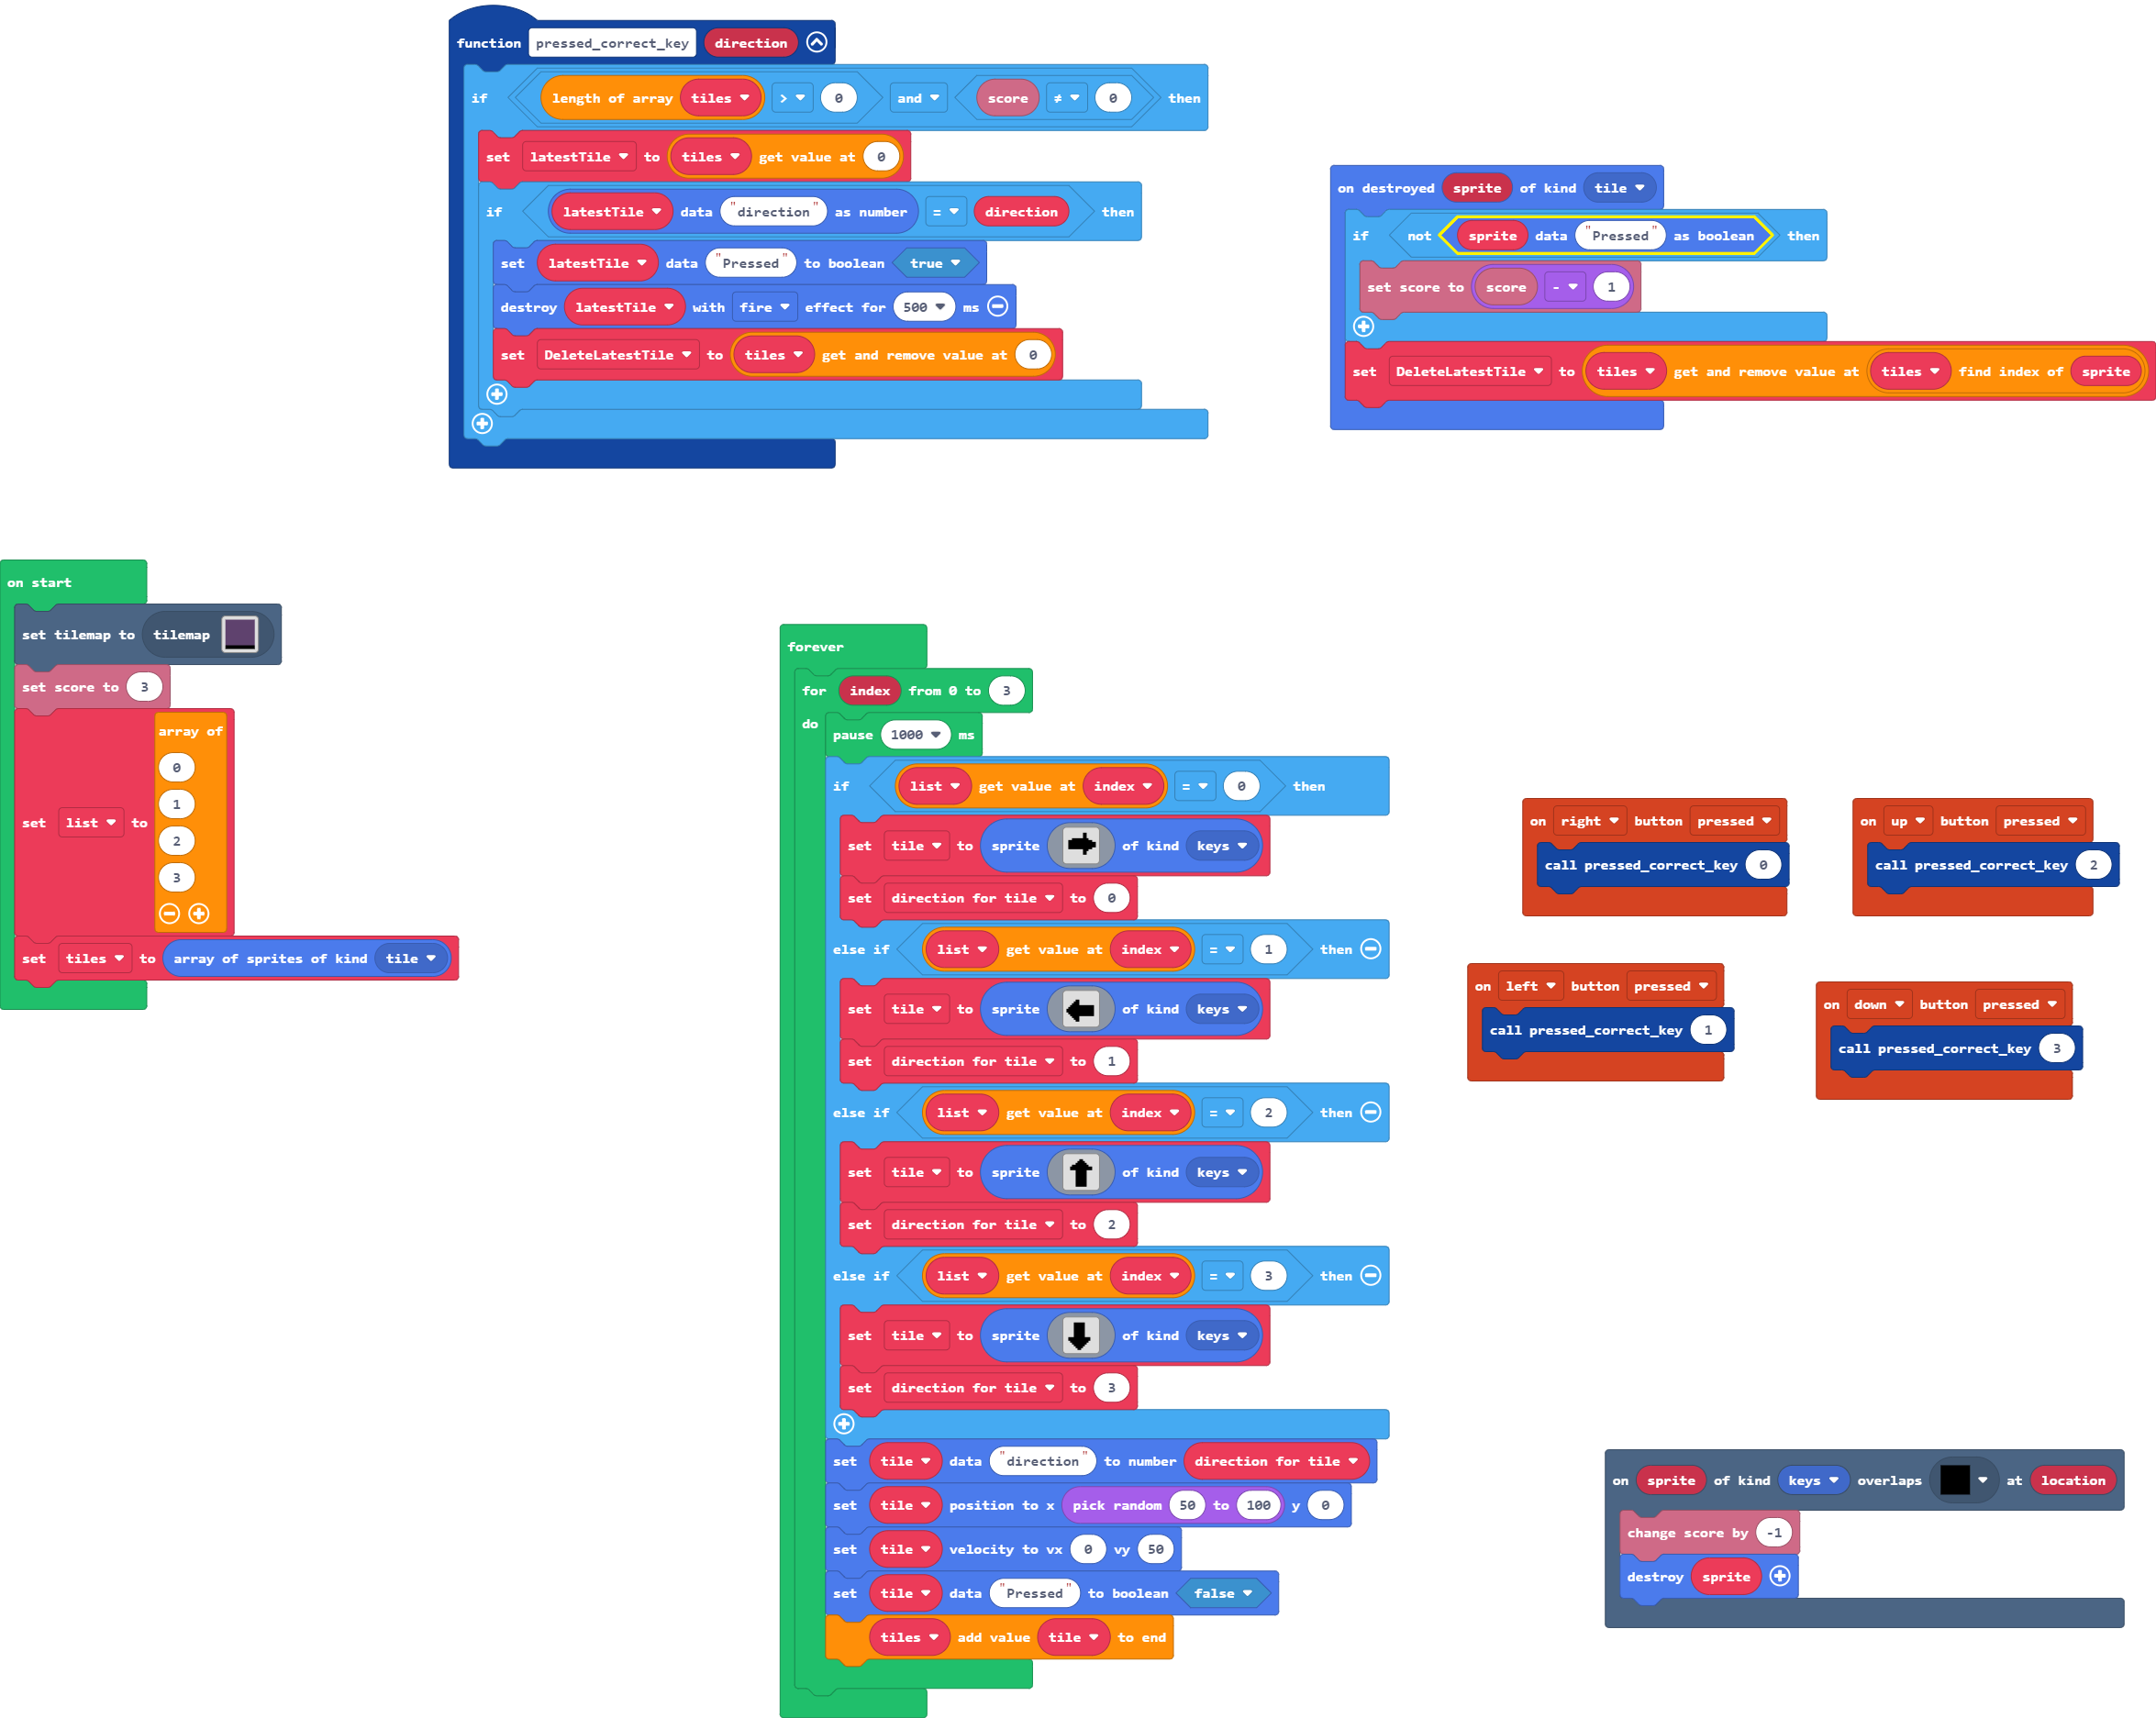 function pressed_correct_key direction
if length of array tiles > 0 and score ≠ 0 then
set latestTile to tiles get value at 0
if latestTile data "direction" as number = direction then
set latestTile data "Pressed" to boolean true
destroy latestTile with fire effect for 500 ms
set DeleteLatestTile to tiles get and remove value at 0
on destroyed sprite of kind tile
if not sprite data "Pressed" as boolean then
set score to score - 1
set DeleteLatestTile to tiles get and remove value at tiles find index of sprite
on start
set tilemap to tilemap
set score to 3
set list to array of
0
1
2
3
set tiles to array of sprites of kind tile
forever
for index from 0 to 3
do
pause 1000 ms
if list get value at index = 0 then
set tile to sprite of kind keys
set direction for tile to 0
else if list get value at index = 1 then
set tile to sprite of kind keys
set direction for tile to 1
else if list get value at index = 2 then
set tile to sprite of kind keys
set direction for tile to 2
else if list get value at index = 3 then
set tile to sprite of kind keys
set direction for tile to 3
set tile data "direction" to number direction for tile
set tile position to x pick random 50 to 100 y 0
set tile velocity to vx 0 vy 50
set tile data "Pressed" to boolean false
tiles add value tile to end
on right button pressed
call pressed_correct_key 0
on up button pressed
call pressed_correct_key 2
on left button pressed
call pressed_correct_key 1
on down button pressed
call pressed_correct_key 3
on sprite of kind keys overlaps at location
change score by -1
destroy sprite